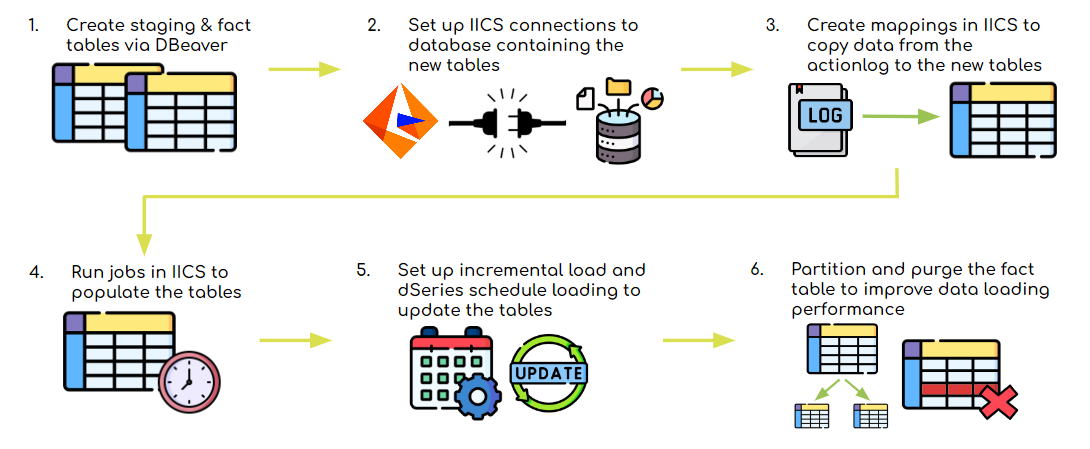 1. Create staging & fact
tables via DBeaver
2. Set up IICS connections to
database containing the
new tables
3. Create mappings in IICS to
copy data from the
actionlog to the new tables
LOG
4. Run jobs in IICS to
populate the tables
5. Set up incremental load and
dSeries schedule loading to
update the tables
UPDATE
6. Partition and purge the fact
table to improve data loading
performance